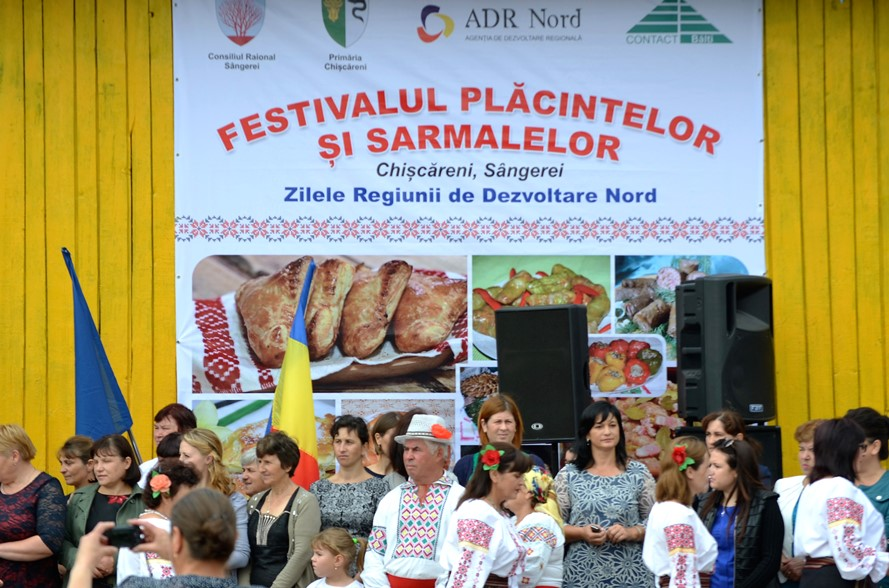 Consiliul Raional
Sângerei
Primăria
Chișcăreni
ADR Nord
AGENȚIA DE DEZVOLTARE REGIONALĂ
CONTACT Bălți
FESTIVALUL PLĂCINTELOR
ȘI SARMALELOR
Chișcăreni, Sângerei
Zilele Regiunii de Dezvoltare Nord